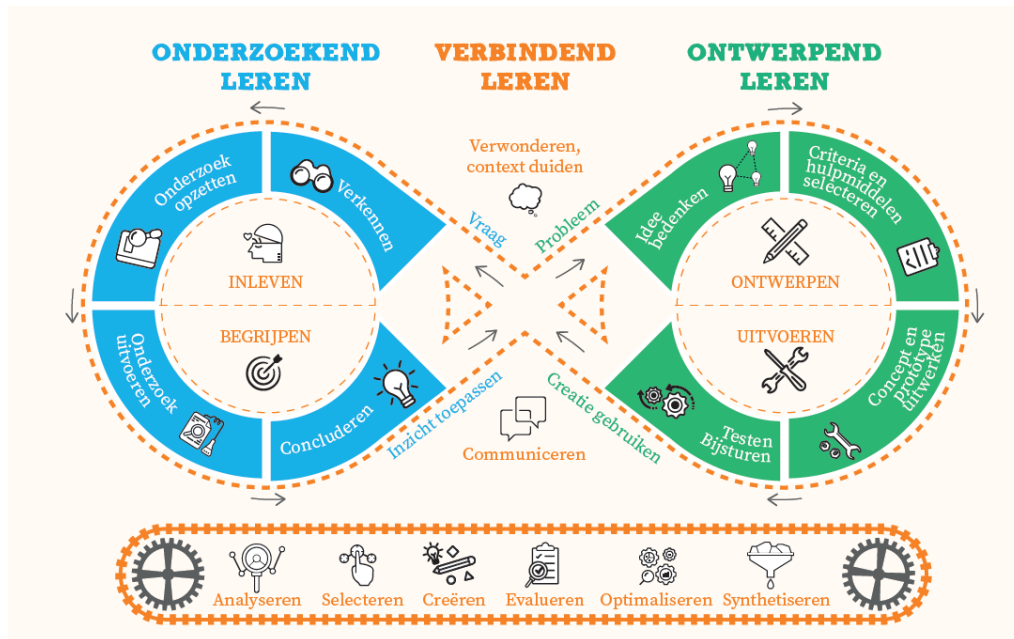 ONDERZOEKEND
LEREN
VERBINDEND
LEREN
ONTWERPEND
LEREN
Verwonderen,
context duiden
Vraag
Probleem
Verkennen
Onderzoek
opzetten
Onderzoek
uitvoeren
Concluderen
INLEVEN
BEGRIJPEN
Inzicht toepassen
Idee
bedenken
Criteria en
hulpmiddelen
selecteren
Concept en
prototype
uitwerken
Testen
Bijsturen
ONTWERPEN
UITVOEREN
Creatie gebruiken
Communiceren
Analyseren
Selecteren
Creëren
Evalueren
Optimaliseren
Synthetiseren